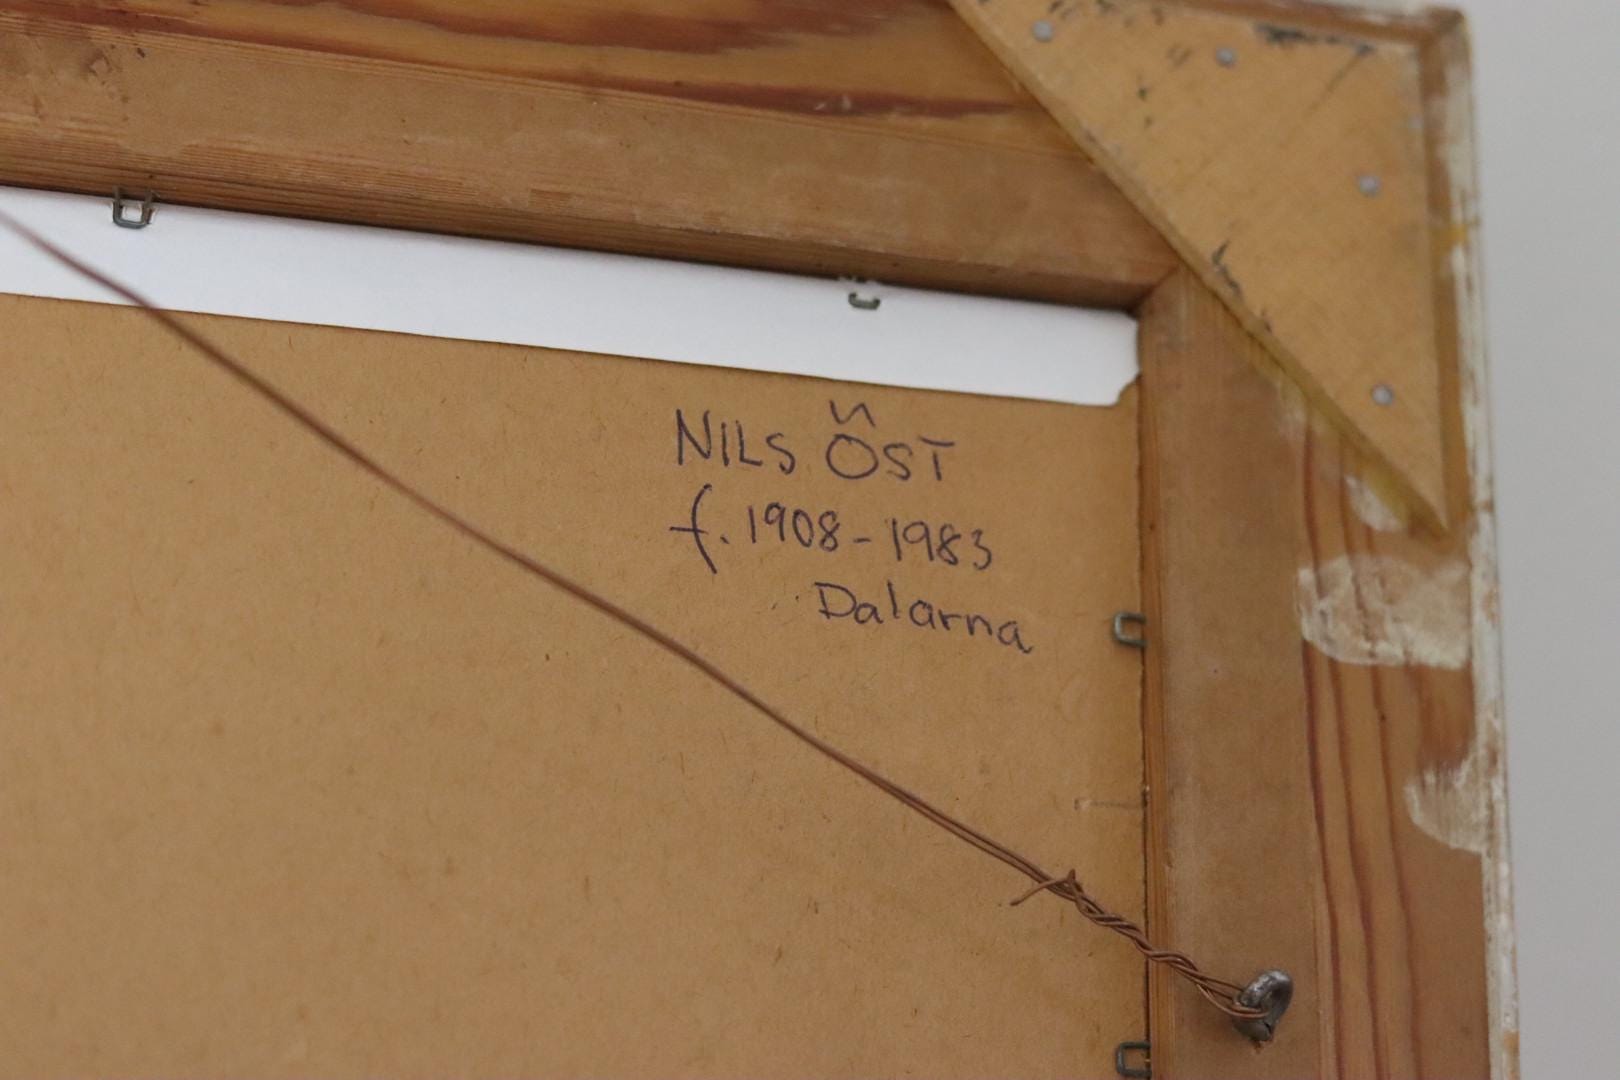 NILS ÖST
f. 1908-1983
Dalarna